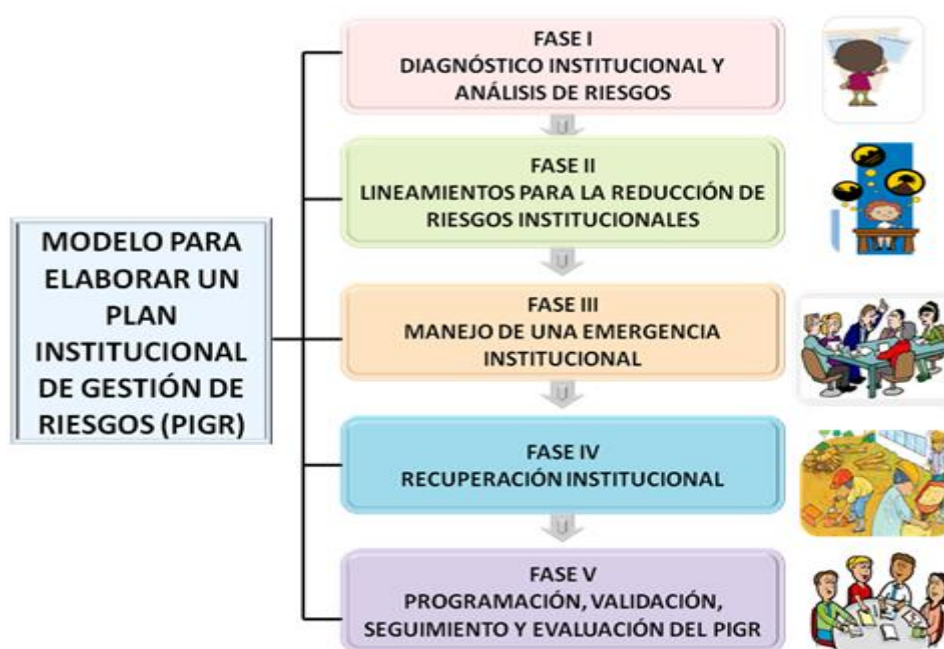 MODELO PARA
ELABORAR UN
PLAN
INSTITUCIONAL
DE GESTIÓN DE
RIESGOS (PIGR)
FASE I
DIAGNÓSTICO INSTITUCIONAL Y
ANÁLISIS DE RIESGOS
FASE II
LINEAMIENTOS PARA LA REDUCCIÓN DE
RIESGOS INSTITUCIONALES
FASE III
MANEJO DE UNA EMERGENCIA
INSTITUCIONAL
FASE IV
RECUPERACIÓN INSTITUCIONAL
FASE V
PROGRAMACIÓN, VALIDACIÓN,
SEGUIMIENTO Y EVALUACIÓN DEL PIGR